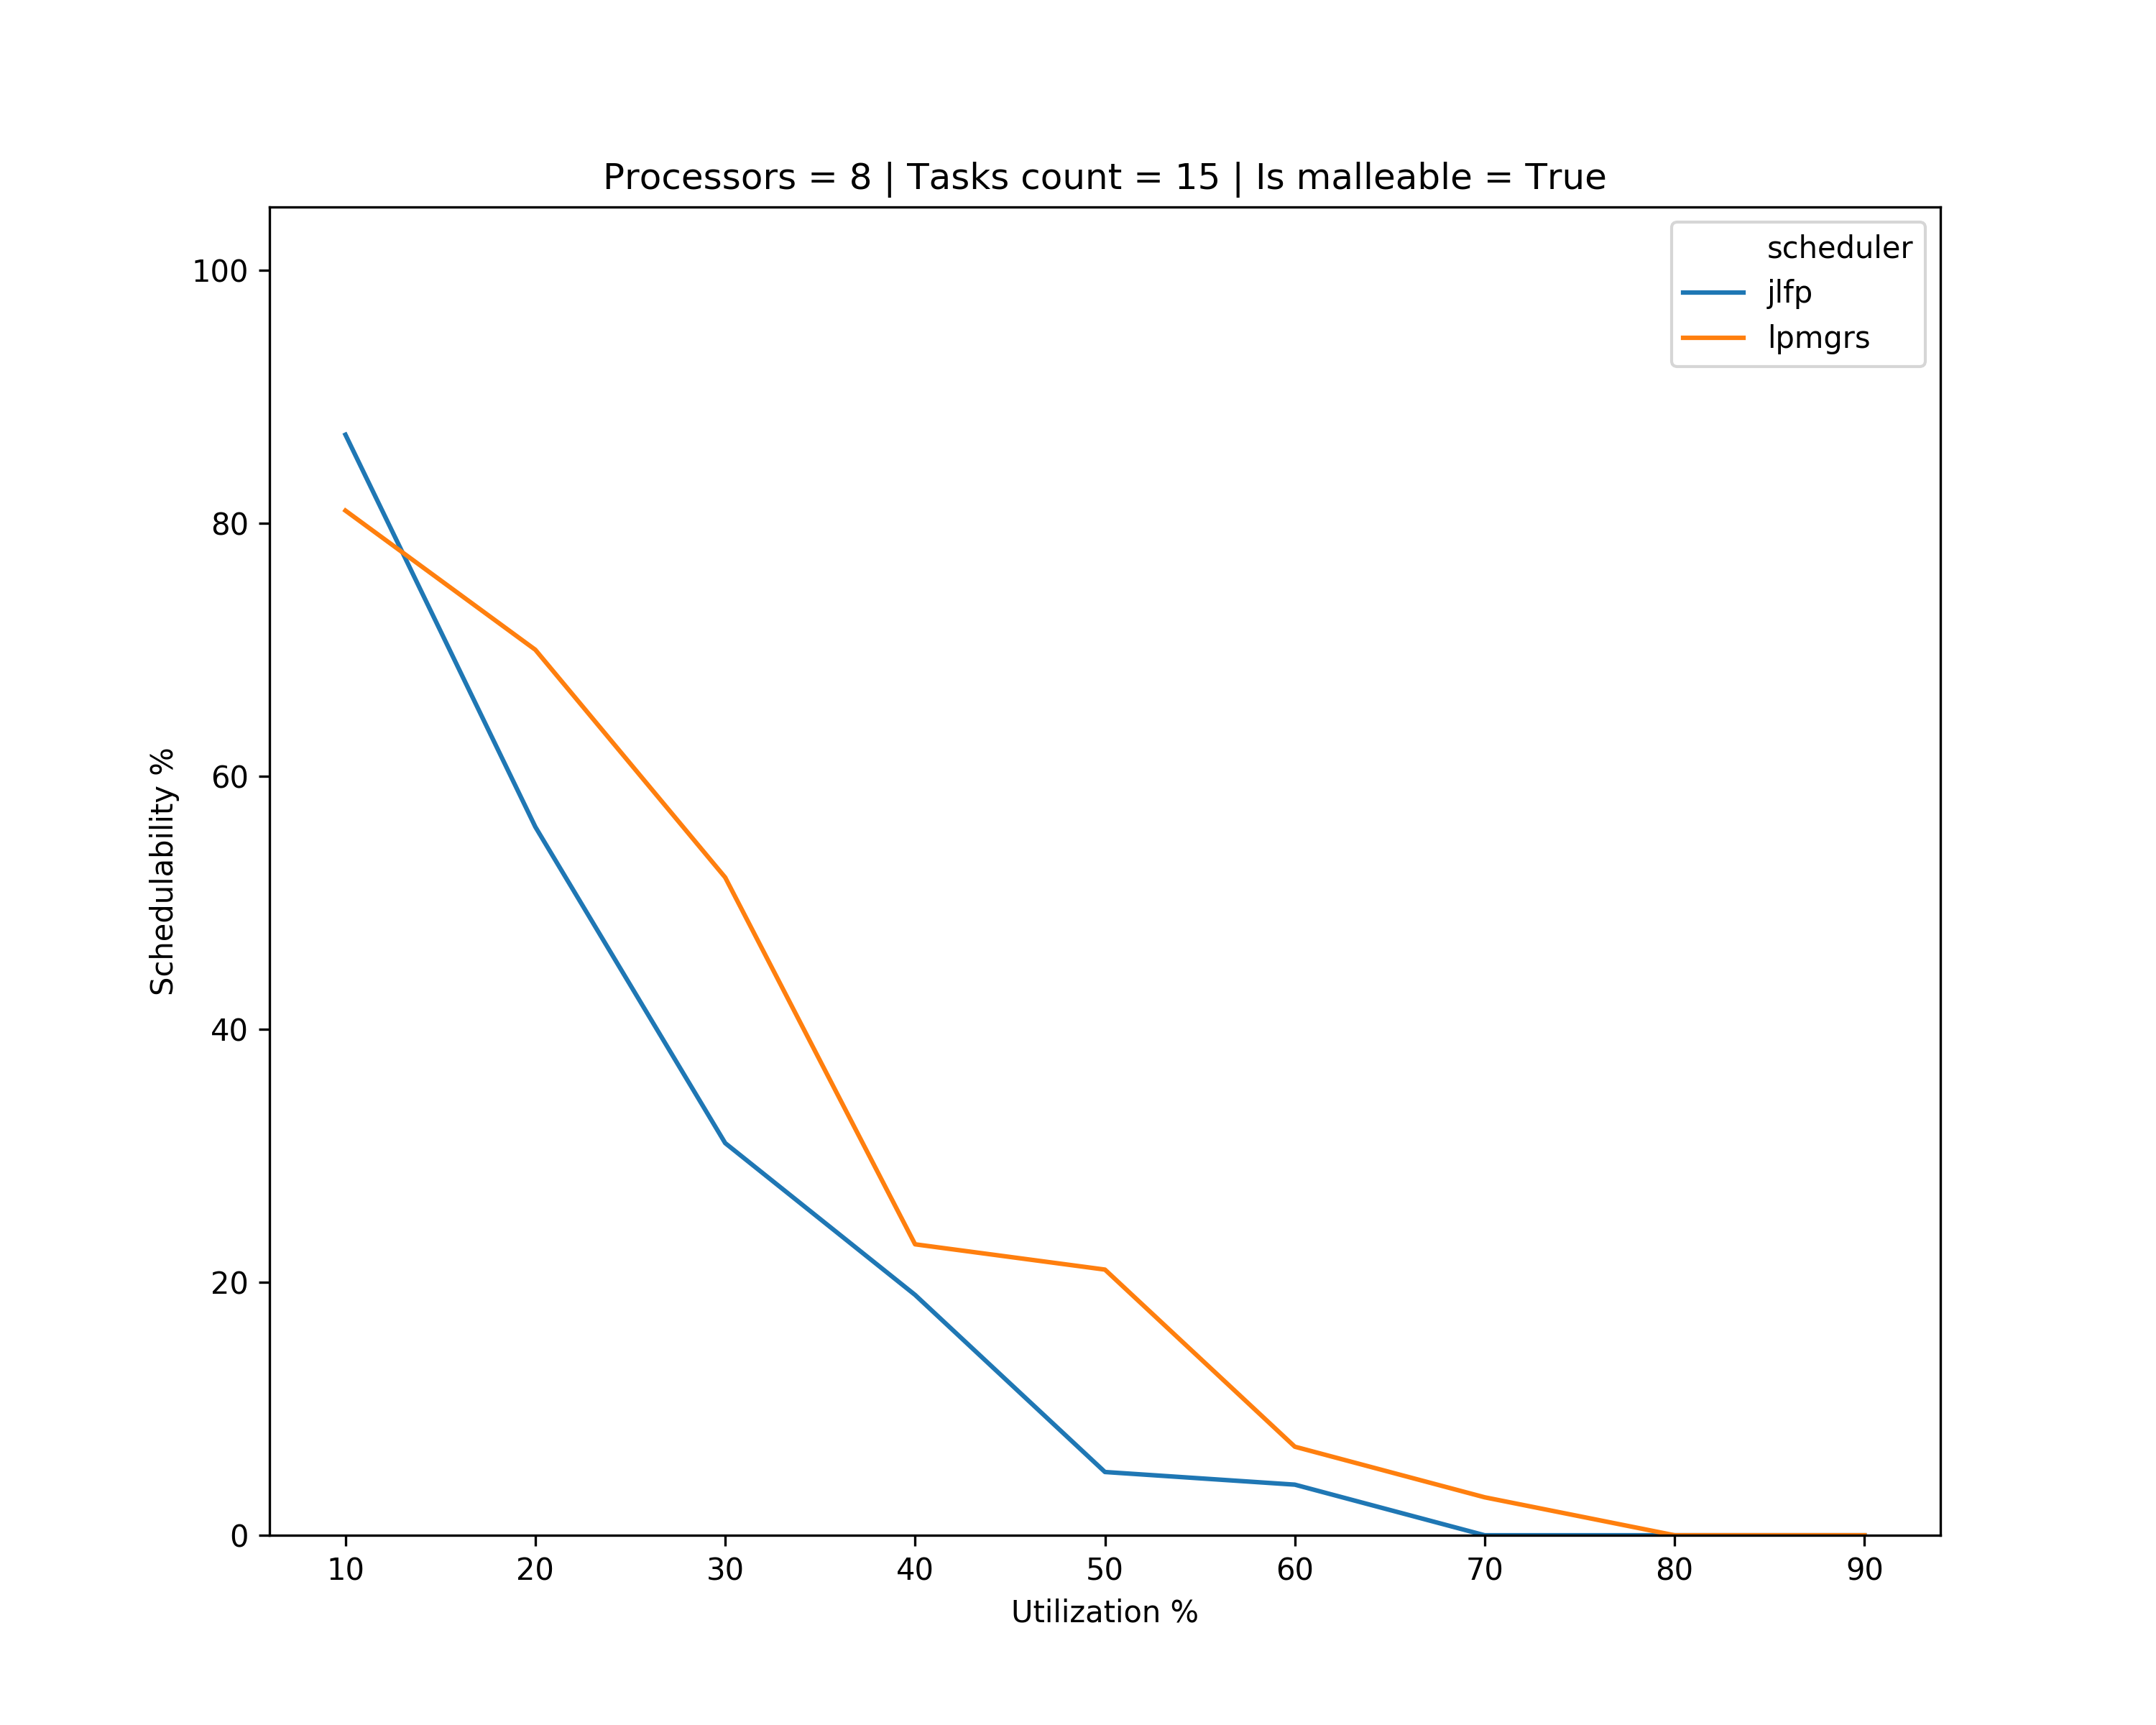 Processors = 8 | Tasks count = 15 | Is malleable = True
scheduler
jlfp
lpmgrs
100
80
60
40
20
0
Schedulability %
10 20 30 40 50 60 70 80 90
Utilization %